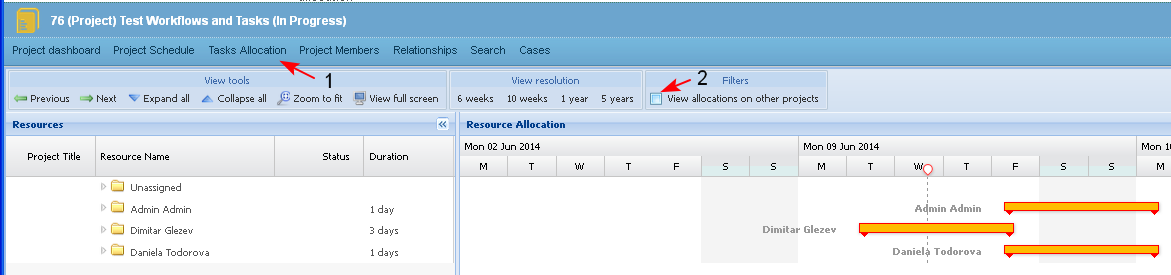 76 (Project) Test Workflows and Tasks (In Progress)
Project dashboard Project Schedule Tasks Allocation Project Members Relationships Search Cases
1
2
View tools View resolution Filters
Previous Next Expand all Collapse all Zoom to fit View full screen 6 weeks 10 weeks 1 year 5 years View allocations on other projects
Resources Resource Allocation
Mon 02 Jun 2014 Mon 09 Jun 2014 Mon 1
Project Title Resource Name Status Duration M T W T F S S M T W T F S S M
Unassigned
Admin Admin 1 day Admin Admin
Dimitar Glezev 3 days Dimitar Glezev
Daniela Todorova 1 days Daniela Todorova